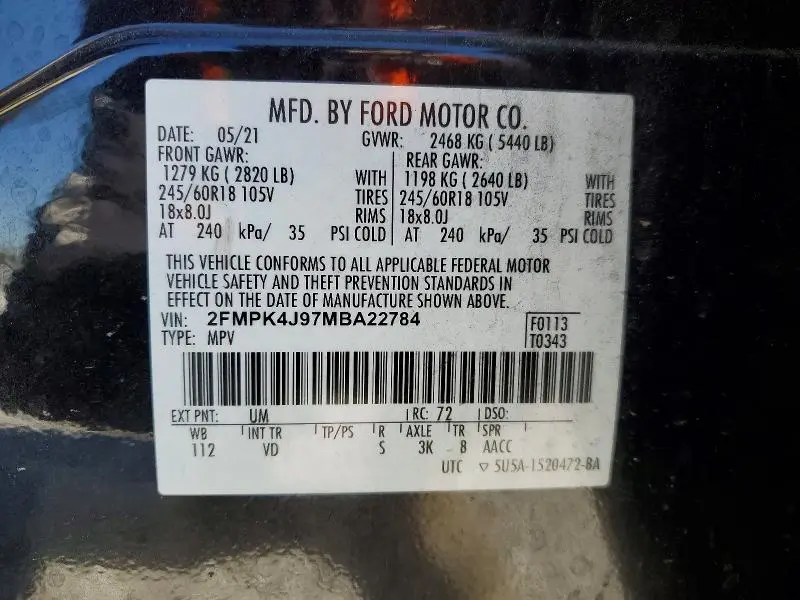 MFD. BY FORD MOTOR CO.
DATE: 05/21 GVWR: 2468 KG ( 5440 LB)
FRONT GAWR: REAR GAWR:
1279 KG ( 2820 LB) WITH 1198 KG ( 2640 LB) WITH
245/60R18 105V TIRES 245/60R18 105V TIRES
18x8.0J RIMS 18x8.0J RIMS
AT 240 kPa/ 35 PSI COLD AT 240 kPa/ 35 PSI COLD
THIS VEHICLE CONFORMS TO ALL APPLICABLE FEDERAL MOTOR
VEHICLE SAFETY AND THEFT PREVENTION STANDARDS IN
EFFECT ON THE DATE OF MANUFACTURE SHOWN ABOVE.
VIN: 2FMPK4J97MBA22784 F0113
TYPE: MPV T0343
EXT PNT: UM RC: 72 DSO:
WB INT TR TP/PS R AXLE TR SPR
112 VD S 3K 8 AACC
UTC ▽ 5U5A-1520472-BA